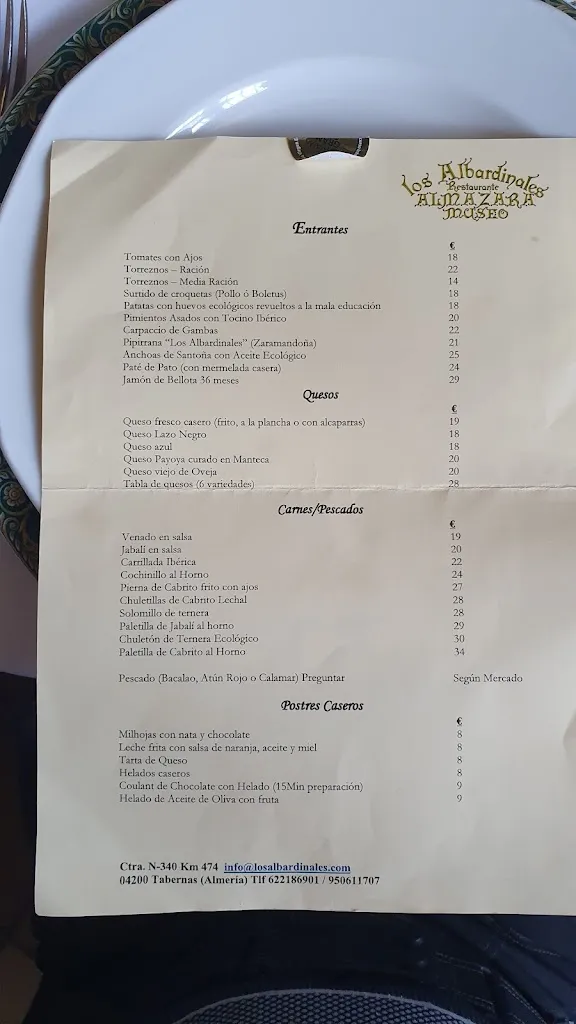 Los Albardinales
Restaurante
ALMAZARA
MUSEO
Entrantes
€
Tomates con Ajos 18
Torreznos – Ración 22
Torreznos – Media Ración 14
Surtido de croquetas (Pollo ó Boletus) 18
Patatas con huevos ecológicos revueltos a la mala educación 18
Pimientos Asados con Tocino Ibérico 20
Carpaccio de Gambas 22
Pipirrana "Los Albardinales" (Zaramandoña) 21
Anchoas de Santoña con Aceite Ecológico 25
Paté de Pato (con mermelada casera) 24
Jamón de Bellota 36 meses 29
Quesos
€
Queso fresco casero (frito, a la plancha o con alcaparras) 19
Queso Lazo Negro 18
Queso azul 18
Queso Payoya curado en Manteca 20
Queso viejo de Oveja 20
Tabla de quesos (6 variedades) 28
Carnes/Pescados
€
Venado en salsa 19
Jabalí en salsa 20
Carrillada Ibérica 22
Cochinillo al Horno 24
Pierna de Cabrito frito con ajos 27
Chuletillas de Cabrito Lechal 28
Solomillo de ternera 28
Paletilla de Jabalí al horno 29
Chuletón de Ternera Ecológico 30
Paletilla de Cabrito al Horno 34
Pescado (Bacalao, Atún Rojo o Calamar) Preguntar Según Mercado
Postres Caseros
€
Milhojas con nata y chocolate 8
Leche frita con salsa de naranja, aceite y miel 8
Tarta de Queso 8
Helados caseros 8
Coulant de Chocolate con Helado (15Min preparación) 9
Helado de Aceite de Oliva con fruta 9
Ctra. N-340 Km 474 info@losalbardinales.com
04200 Tabernas (Almería) Tlf 622186901 / 950611707